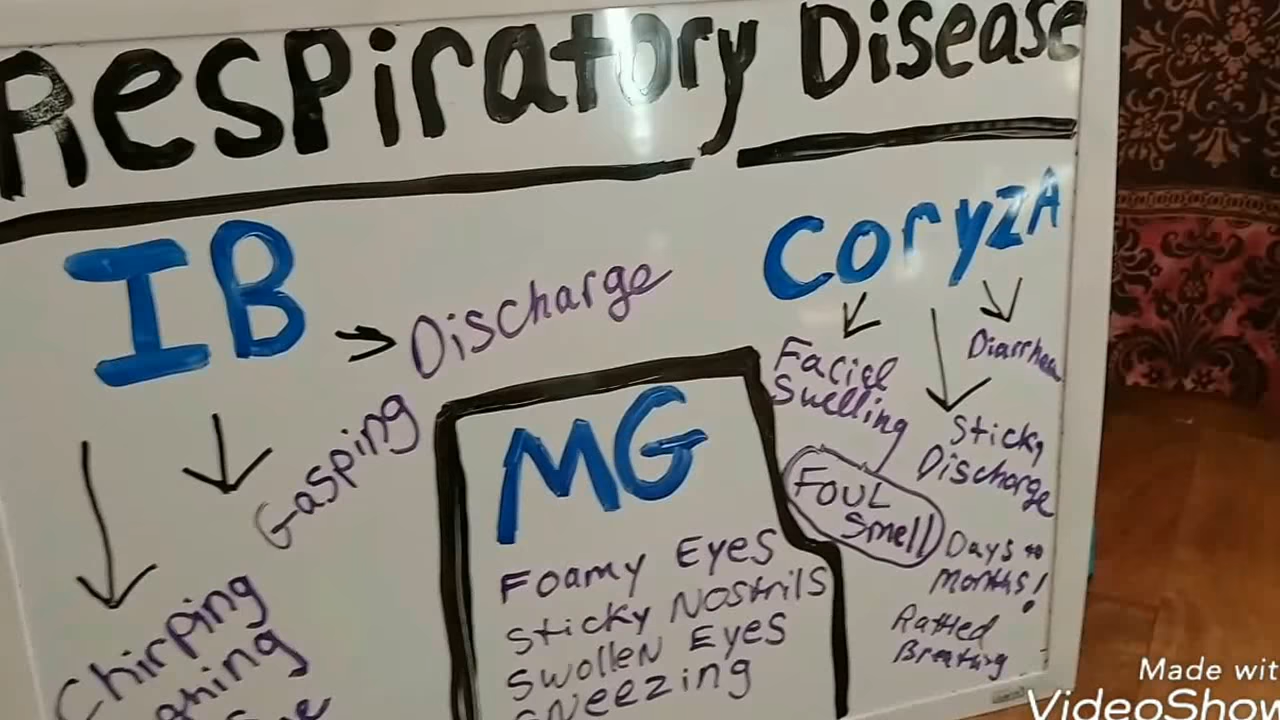 Respiratory Disease
IB
Discharge
Gasping
Chirping
MG
Foamy Eyes
Sticky Nostrils
Swollen Eyes
Sneezing
Coryza
Facial
Swelling
Foul
Smell
Diarrhea
Sticky
Discharge
Days to
Months!
Rattled
Breathing
Made wit
VideoShow